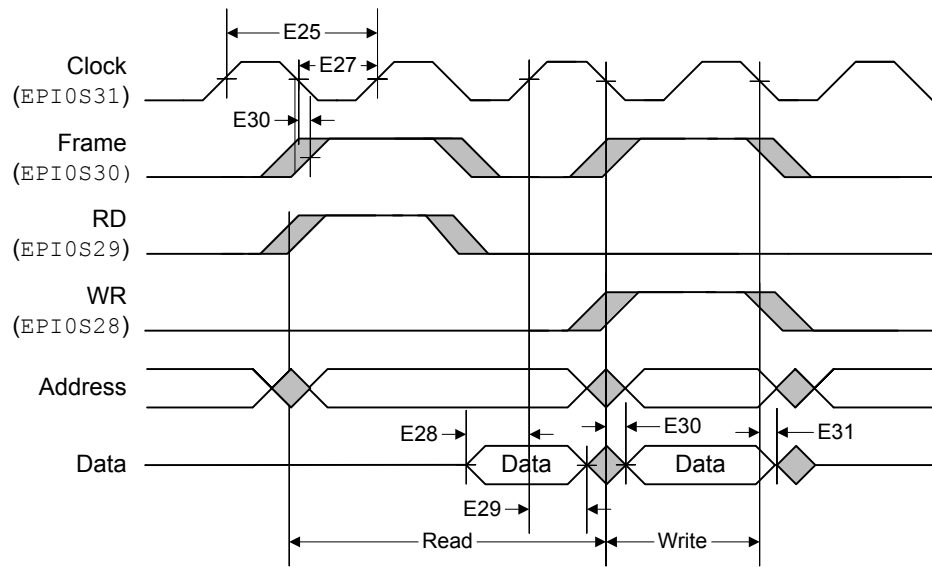 E25
Clock
(EPI0S31)
E27
E30
Frame
(EPI0S30)
RD
(EPI0S29)
WR
(EPI0S28)
Address
E28
E30
E31
Data
Data
Data
E29
Read
Write